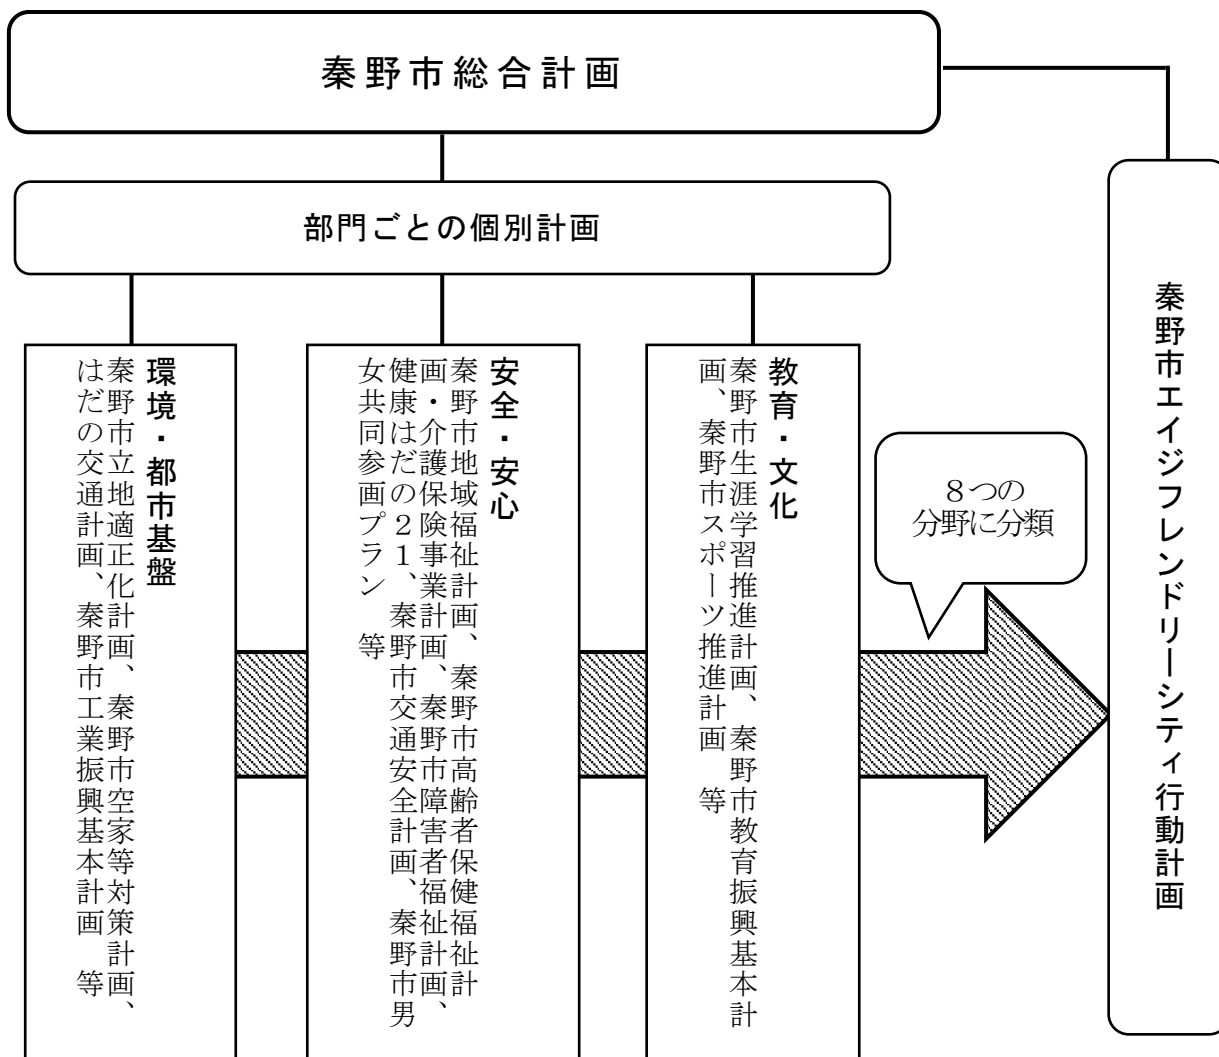 秦野市総合計画
部門ごとの個別計画
環境・都市基盤
秦野市立地適正化計画、秦野市空家等対策計画、
はだの交通計画、秦野市工業振興基本計画　等
安全・安心
秦野市地域福祉計画、秦野市高齢者保健福祉計
画・介護保険事業計画、秦野市障害者福祉計画、
健康はだの２１、秦野市交通安全計画、秦野市男
女共同参画プラン　等
教育・文化
秦野市生涯学習推進計画、秦野市教育振興基本計
画、秦野市スポーツ推進計画　等
８つの
分野に分類
秦野市エイジフレンドリーシティ行動計画